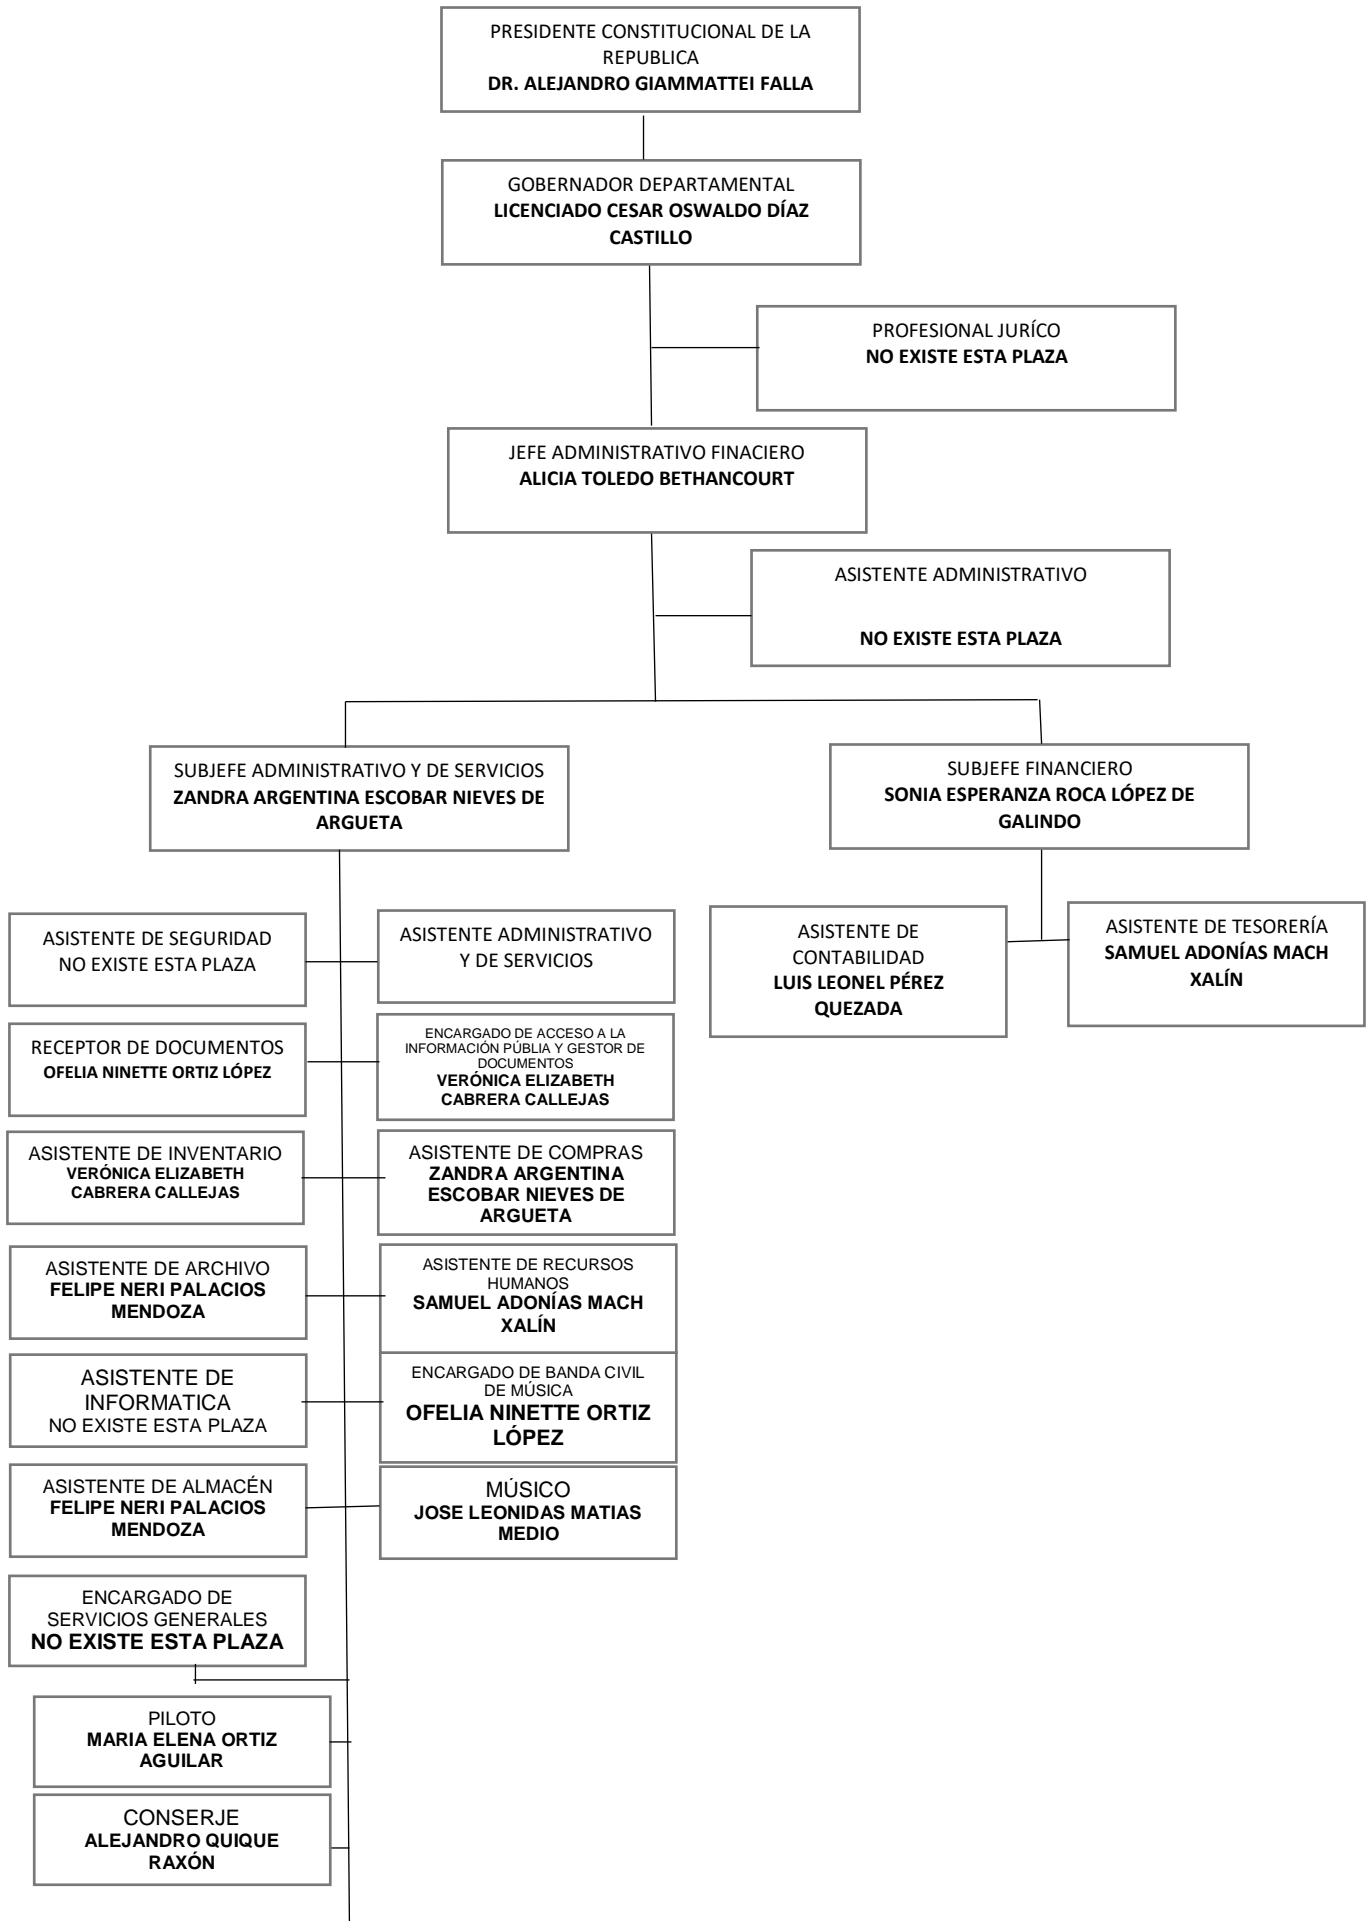 PRESIDENTE CONSTITUCIONAL DE LA
REPUBLICA
DR. ALEJANDRO GIAMMATTEI FALLA
GOBERNADOR DEPARTAMENTAL
LICENCIADO CESAR OSWALDO DÍAZ
CASTILLO
PROFESIONAL JURÍCO
NO EXISTE ESTA PLAZA
JEFE ADMINISTRATIVO FINACIERO
ALICIA TOLEDO BETHANCOURT
ASISTENTE ADMINISTRATIVO
NO EXISTE ESTA PLAZA
SUBJEFE ADMINISTRATIVO Y DE SERVICIOS
ZANDRA ARGENTINA ESCOBAR NIEVES DE
ARGUETA
SUBJEFE FINANCIERO
SONIA ESPERANZA ROCA LÓPEZ DE
GALINDO
ASISTENTE DE SEGURIDAD
NO EXISTE ESTA PLAZA
ASISTENTE ADMINISTRATIVO
Y DE SERVICIOS
ASISTENTE DE
CONTABILIDAD
LUIS LEONEL PÉREZ
QUEZADA
ASISTENTE DE TESORERÍA
SAMUEL ADONÍAS MACH
XALÍN
RECEPTOR DE DOCUMENTOS
OFELIA NINETTE ORTIZ LÓPEZ
ENCARGADO DE ACCESO A LA
INFORMACIÓN PÚBLIA Y GESTOR DE
DOCUMENTOS
VERÓNICA ELIZABETH
CABRERA CALLEJAS
ASISTENTE DE INVENTARIO
VERÓNICA ELIZABETH
CABRERA CALLEJAS
ASISTENTE DE COMPRAS
ZANDRA ARGENTINA
ESCOBAR NIEVES DE
ARGUETA
ASISTENTE DE ARCHIVO
FELIPE NERI PALACIOS
MENDOZA
ASISTENTE DE RECURSOS
HUMANOS
SAMUEL ADONÍAS MACH
XALÍN
ASISTENTE DE
INFORMATICA
NO EXISTE ESTA PLAZA
ENCARGADO DE BANDA CIVIL
DE MÚSICA
OFELIA NINETTE ORTIZ
LÓPEZ
ASISTENTE DE ALMACÉN
FELIPE NERI PALACIOS
MENDOZA
MÚSICO
JOSE LEONIDAS MATIAS
MEDIO
ENCARGADO DE
SERVICIOS GENERALES
NO EXISTE ESTA PLAZA
PILOTO
MARIA ELENA ORTIZ
AGUILAR
CONSERJE
ALEJANDRO QUIQUE
RAXÓN